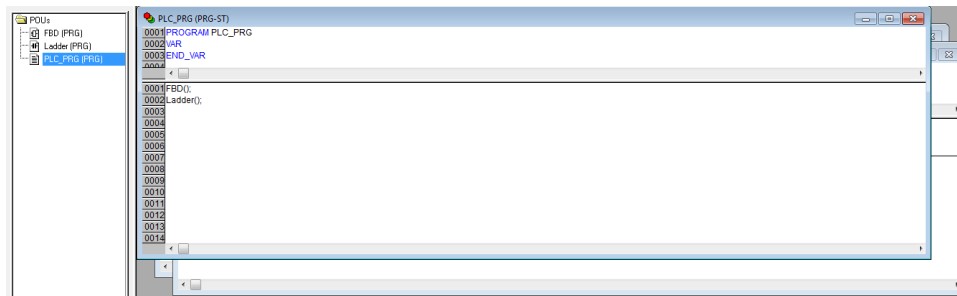 POUs
FBD (PRG)
Ladder (PRG)
PLC_PRG (PRG)
PLC_PRG (PRG-ST)
0001 PROGRAM PLC_PRG
0002 VAR
0003 END_VAR
0004
0001 FBD();
0002 Ladder();
0003
0004
0005
0006
0007
0008
0009
0010
0011
0012
0013
0014